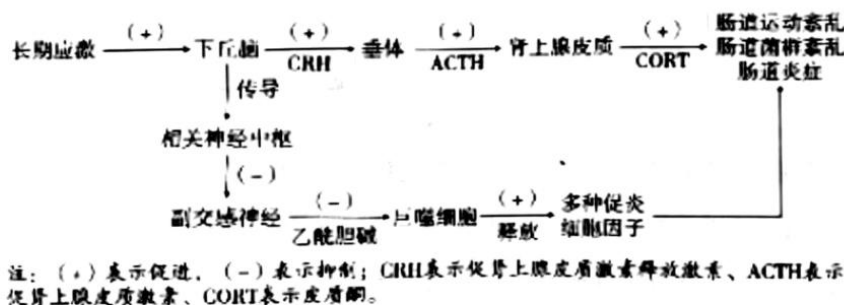 肠道运动紊乱
长期应激 (+) 下丘脑 (+) 垂体 (+) 肾上腺皮质 (+) 肠道菌群紊乱
CRH ACTH CORT 肠道炎症
传导
相关神经中枢
(-)
副交感神经 (-) 巨噬细胞 (+) 多种促炎
乙酰胆碱 释放 细胞因子
注：(+)表示促进，(-)表示抑制；CRH表示促肾上腺皮质激素释放激素、ACTH表示
促肾上腺皮质激素、CORT表示皮质酮。